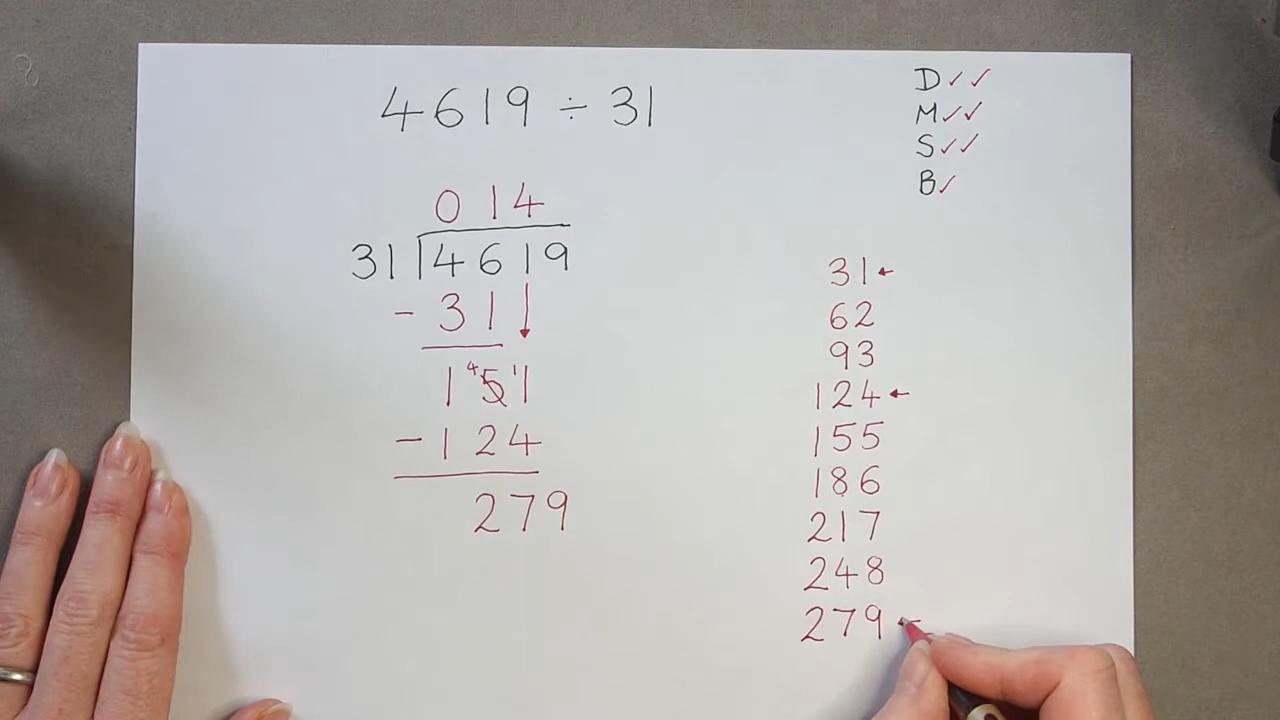 4619 ÷ 31
D✓✓
M✓✓
S✓✓
B✓
014
31 4619
- 31
1 4 5 1 1
- 124
279
31 ←
62
93
124 ←
155
186
217
248
279 ←